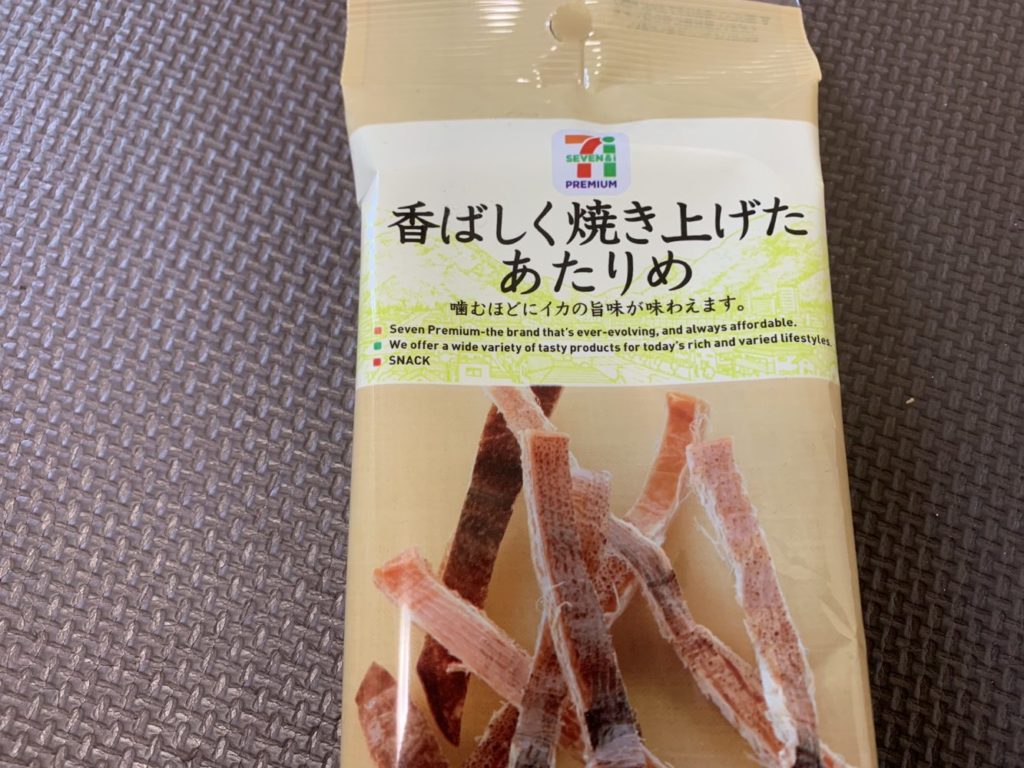 SEVEN&i
PREMIUM
香ばしく焼き上げた
あたりめ
噛むほどにイカの旨味が味わえます。
Seven Premium-the brand that's ever-evolving, and always affordable.
We offer a wide variety of tasty products for today's rich and varied lifestyles.
SNACK